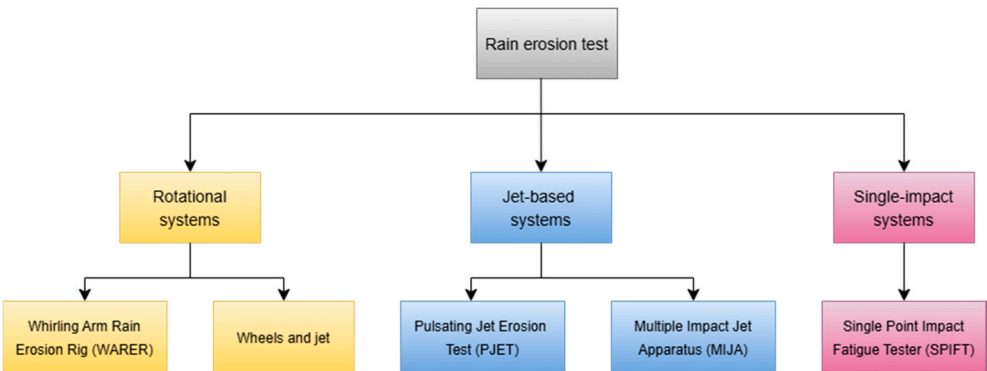 Rain erosion test
Rotational
systems
Jet-based
systems
Single-impact
systems
Whirling Arm Rain
Erosion Rig (WARER)
Wheels and jet
Pulsating Jet Erosion
Test (PJET)
Multiple Impact Jet
Apparatus (MIJA)
Single Point Impact
Fatigue Tester (SPIFT)